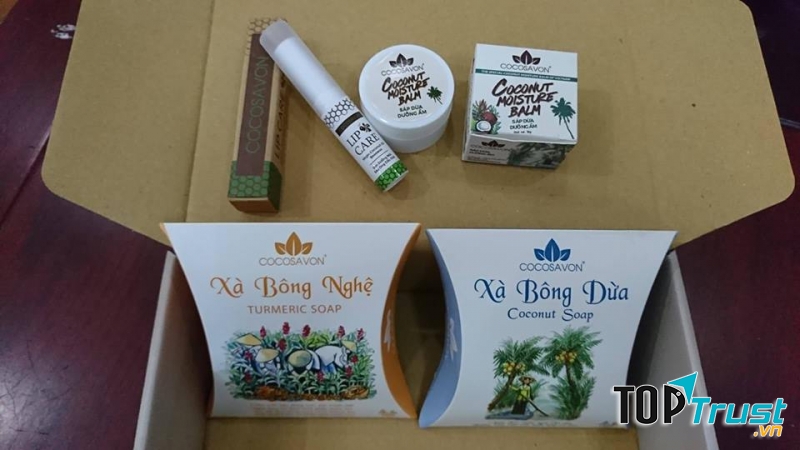 COCOSAVON
LIP CARE
COCOSAVON
COCONUT
MOISTURE
BALM
SÁP DỪA
DƯỠNG ẨM
COCOSAVON
COCONUT
MOISTURE
BALM
SÁP DỪA
DƯỠNG ẨM
COCOSAVON®
Xà Bông Nghệ
TURMERIC SOAP
COCOSAVON®
Xà Bông Dừa
Coconut Soap
TOPTrust.vn